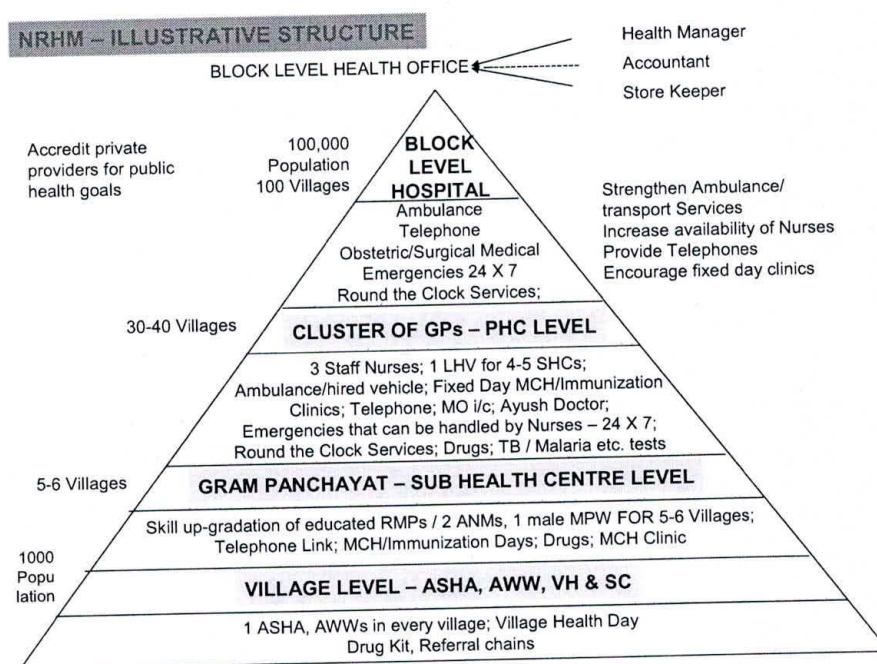 NRHM – ILLUSTRATIVE STRUCTURE
BLOCK LEVEL HEALTH OFFICE
Health Manager
Accountant
Store Keeper
Accredit private
providers for public
health goals
100,000
Population
100 Villages
BLOCK
LEVEL
HOSPITAL
Ambulance
Telephone
Obstetric/Surgical Medical
Emergencies 24 X 7
Round the Clock Services;
Strengthen Ambulance/
transport Services
Increase availability of Nurses
Provide Telephones
Encourage fixed day clinics
30-40 Villages
CLUSTER OF GPs – PHC LEVEL
3 Staff Nurses; 1 LHV for 4-5 SHCs;
Ambulance/hired vehicle; Fixed Day MCH/Immunization
Clinics; Telephone; MO i/c; Ayush Doctor;
Emergencies that can be handled by Nurses – 24 X 7;
Round the Clock Services; Drugs; TB / Malaria etc. tests
5-6 Villages
GRAM PANCHAYAT – SUB HEALTH CENTRE LEVEL
Skill up-gradation of educated RMPs / 2 ANMs, 1 male MPW FOR 5-6 Villages;
Telephone Link; MCH/Immunization Days; Drugs; MCH Clinic
1000
Popu
lation
VILLAGE LEVEL – ASHA, AWW, VH & SC
1 ASHA, AWWs in every village; Village Health Day
Drug Kit, Referral chains